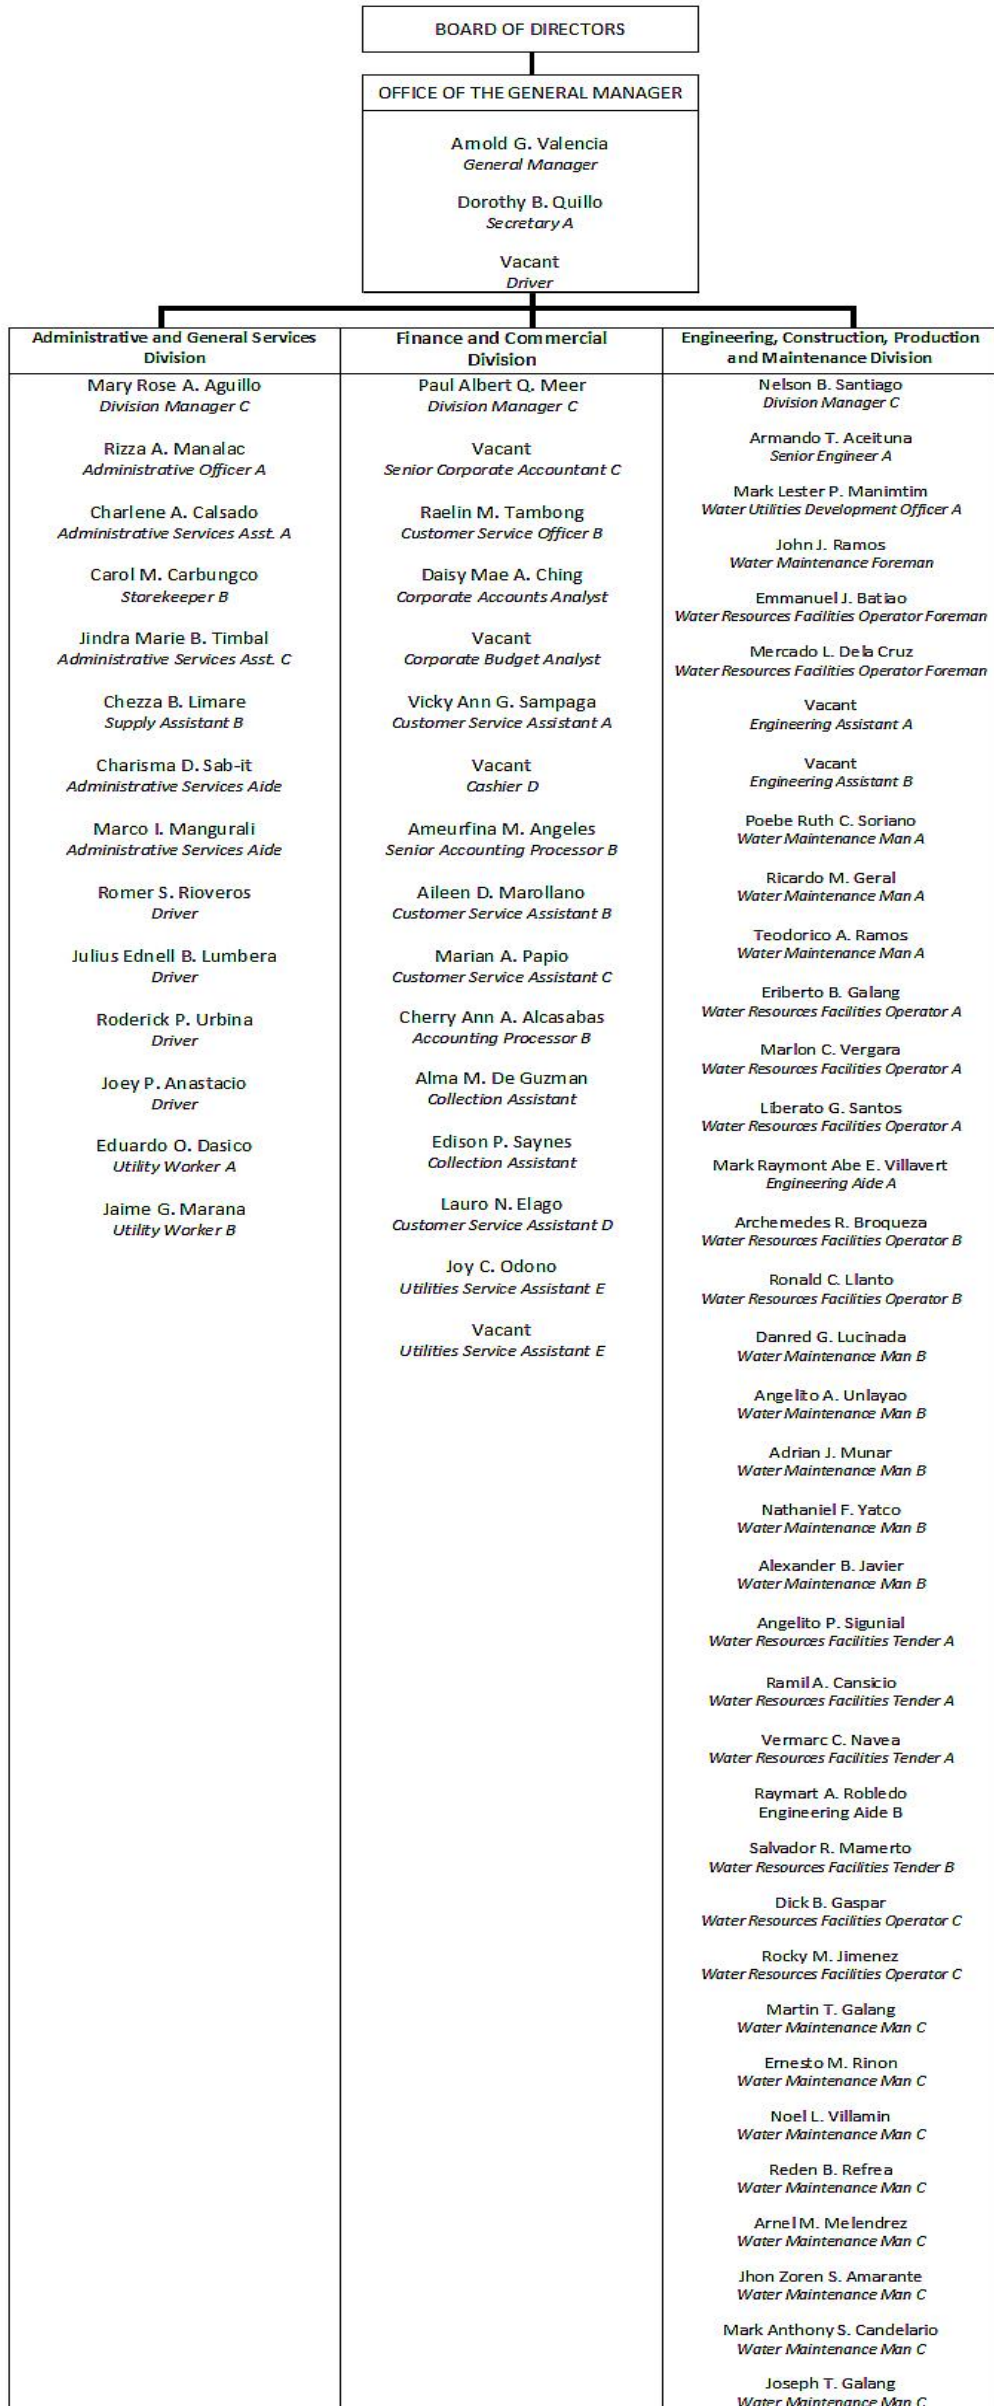 BOARD OF DIRECTORS
OFFICE OF THE GENERAL MANAGER
Arnold G. Valencia
General Manager
Dorothy B. Quillo
Secretary A
Vacant
Driver
Administrative and General Services
Division
Mary Rose A. Aguillo
Division Manager C
Rizza A. Manalac
Administrative Officer A
Charlene A. Calsado
Administrative Services Asst. A
Carol M. Carbungco
Storekeeper B
Jindra Marie B. Timbal
Administrative Services Asst. C
Chezza B. Limare
Supply Assistant B
Charisma D. Sab-it
Administrative Services Aide
Marco I. Mangurali
Administrative Services Aide
Romer S. Rioveros
Driver
Julius Ednell B. Lumbera
Driver
Roderick P. Urbina
Driver
Joey P. Anastacio
Driver
Eduardo O. Dasico
Utility Worker A
Jaime G. Marana
Utility Worker B
Finance and Commercial
Division
Paul Albert Q. Meer
Division Manager C
Vacant
Senior Corporate Accountant C
Raelin M. Tambong
Customer Service Officer B
Daisy Mae A. Ching
Corporate Accounts Analyst
Vacant
Corporate Budget Analyst
Vicky Ann G. Sampaga
Customer Service Assistant A
Vacant
Cashier D
Ameurfina M. Angeles
Senior Accounting Processor B
Aileen D. Marollano
Customer Service Assistant B
Marian A. Papio
Customer Service Assistant C
Cherry Ann A. Alcasabas
Accounting Processor B
Alma M. De Guzman
Collection Assistant
Edison P. Saynes
Collection Assistant
Lauro N. Elago
Customer Service Assistant D
Joy C. Odono
Utilities Service Assistant E
Vacant
Utilities Service Assistant E
Engineering, Construction, Production
and Maintenance Division
Nelson B. Santiago
Division Manager C
Armando T. Aceituna
Senior Engineer A
Mark Lester P. Manimtim
Water Utilities Development Officer A
John J. Ramos
Water Maintenance Foreman
Emmanuel J. Batiao
Water Resources Facilities Operator Foreman
Mercado L. Dela Cruz
Water Resources Facilities Operator Foreman
Vacant
Engineering Assistant A
Vacant
Engineering Assistant B
Poebe Ruth C. Soriano
Water Maintenance Man A
Ricardo M. Geral
Water Maintenance Man A
Teodorico A. Ramos
Water Maintenance Man A
Eriberto B. Galang
Water Resources Facilities Operator A
Marlon C. Vergara
Water Resources Facilities Operator A
Liberato G. Santos
Water Resources Facilities Operator A
Mark Raymont Abe E. Villavert
Engineering Aide A
Archemedes R. Broqueza
Water Resources Facilities Operator B
Ronald C. Llanto
Water Resources Facilities Operator B
Danred G. Lucinada
Water Maintenance Man B
Angelito A. Unlayao
Water Maintenance Man B
Adrian J. Munar
Water Maintenance Man B
Nathaniel F. Yatco
Water Maintenance Man B
Alexander B. Javier
Water Maintenance Man B
Angelito P. Sigunial
Water Resources Facilities Tender A
Ramil A. Cansicio
Water Resources Facilities Tender A
Vermarc C. Navea
Water Resources Facilities Tender A
Raymart A. Robledo
Engineering Aide B
Salvador R. Mamerto
Water Resources Facilities Tender B
Dick B. Gaspar
Water Resources Facilities Operator C
Rocky M. Jimenez
Water Resources Facilities Operator C
Martin T. Galang
Water Maintenance Man C
Ernesto M. Rinon
Water Maintenance Man C
Noel L. Villamin
Water Maintenance Man C
Reden B. Refrea
Water Maintenance Man C
Arnel M. Melendrez
Water Maintenance Man C
Jhon Zoren S. Amarante
Water Maintenance Man C
Mark Anthony S. Candelario
Water Maintenance Man C
Joseph T. Galang
Water Maintenance Man C